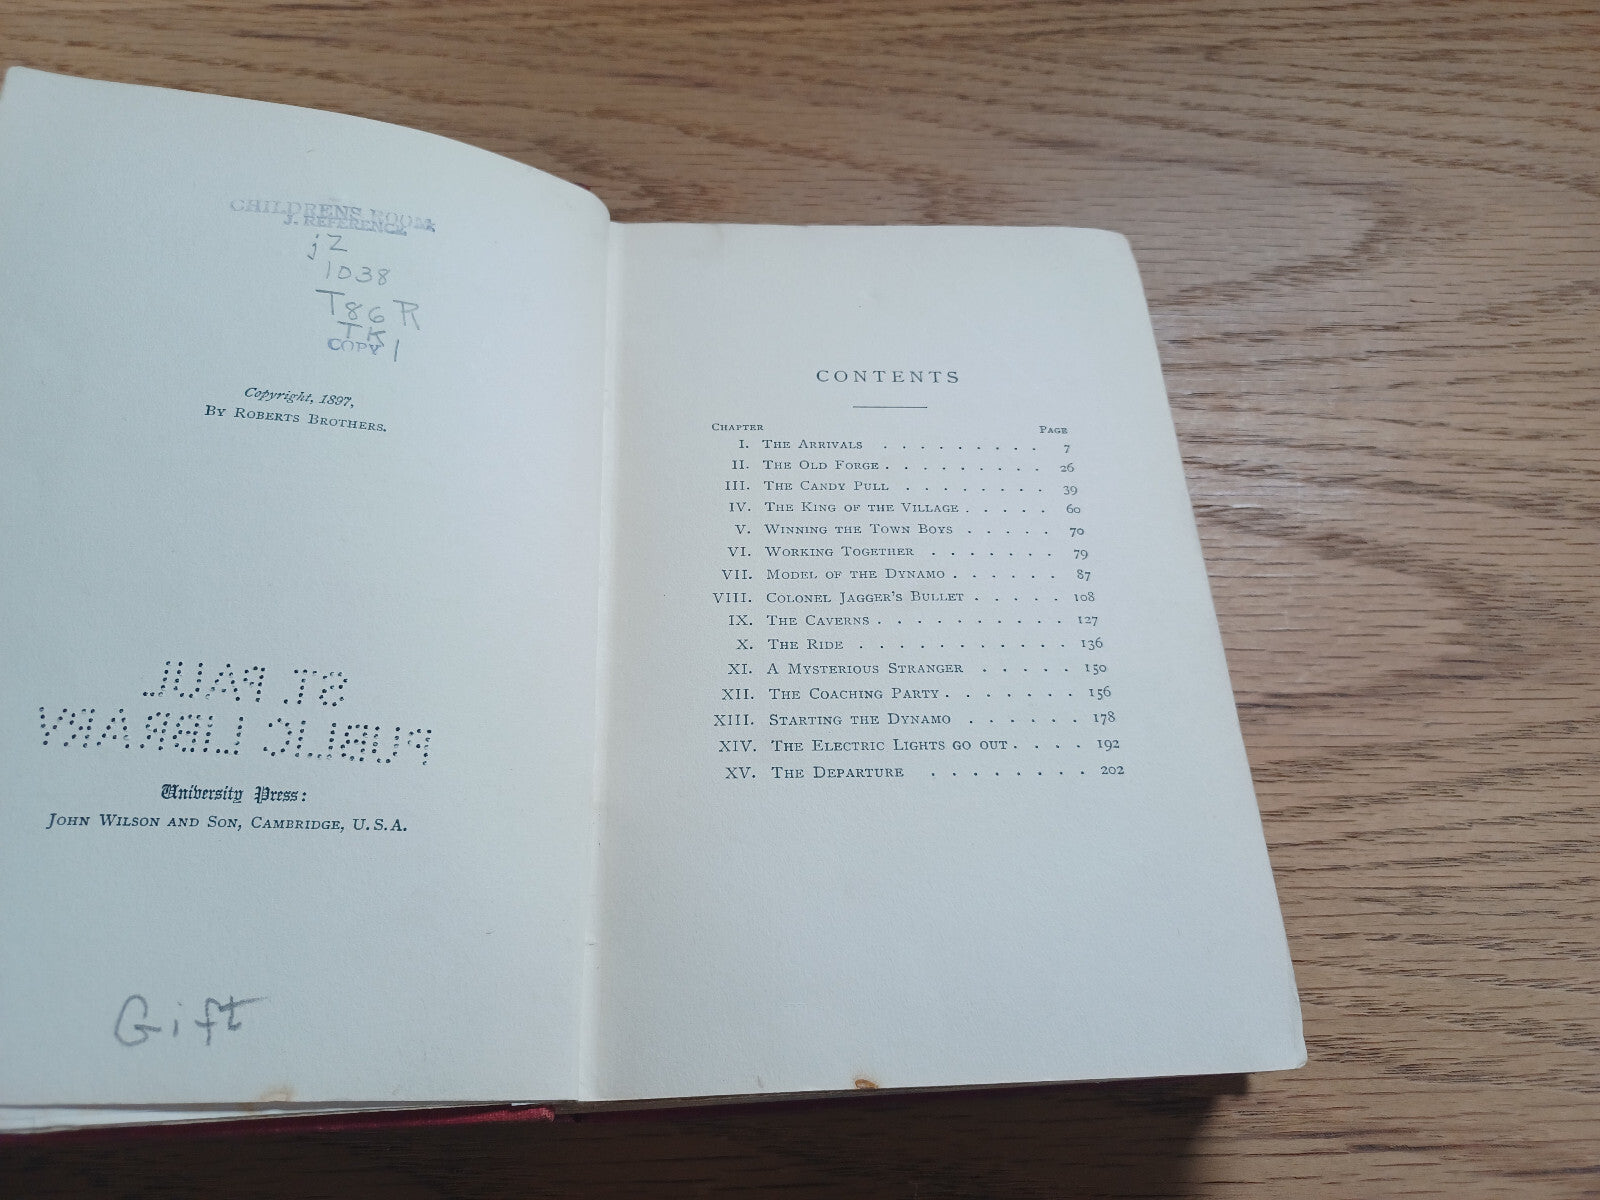 CHILDRENS ROOM
J. REFERENCE
jZ
1038
T86R
TK
COPY 1
Copyright, 1897,
BY ROBERTS BROTHERS.
ST. PAUL
PUBLIC LIBRARY
University Press:
JOHN WILSON AND SON, CAMBRIDGE, U.S.A.
Gift
CONTENTS
CHAPTER PAGE
I. THE ARRIVALS . . . . . . . . . 7
II. THE OLD FORGE . . . . . . . . . 26
III. THE CANDY PULL . . . . . . . . 39
IV. THE KING OF THE VILLAGE . . . . . 60
V. WINNING THE TOWN BOYS . . . . . 70
VI. WORKING TOGETHER . . . . . . . 79
VII. MODEL OF THE DYNAMO . . . . . . 87
VIII. COLONEL JAGGER'S BULLET . . . . . 108
IX. THE CAVERNS . . . . . . . . . . 127
X. THE RIDE . . . . . . . . . . . 136
XI. A MYSTERIOUS STRANGER . . . . . 150
XII. THE COACHING PARTY . . . . . . . 156
XIII. STARTING THE DYNAMO . . . . . . 178
XIV. THE ELECTRIC LIGHTS GO OUT . . . . 192
XV. THE DEPARTURE . . . . . . . . 202